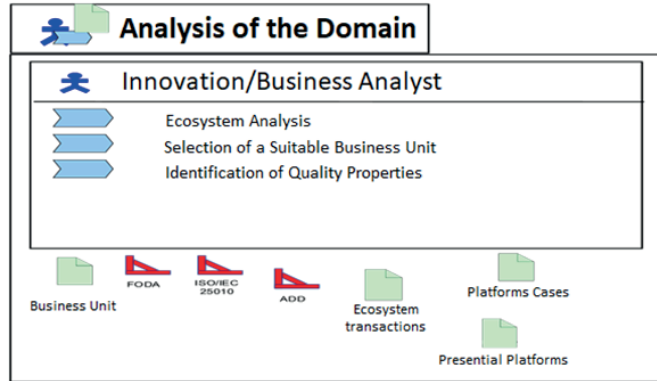 Analysis of the Domain
Innovation/Business Analyst
Ecosystem Analysis
Selection of a Suitable Business Unit
Identification of Quality Properties
Business Unit
FODA
ISO/IEC
25010
ADD
Ecosystem
transactions
Platforms Cases
Presential Platforms